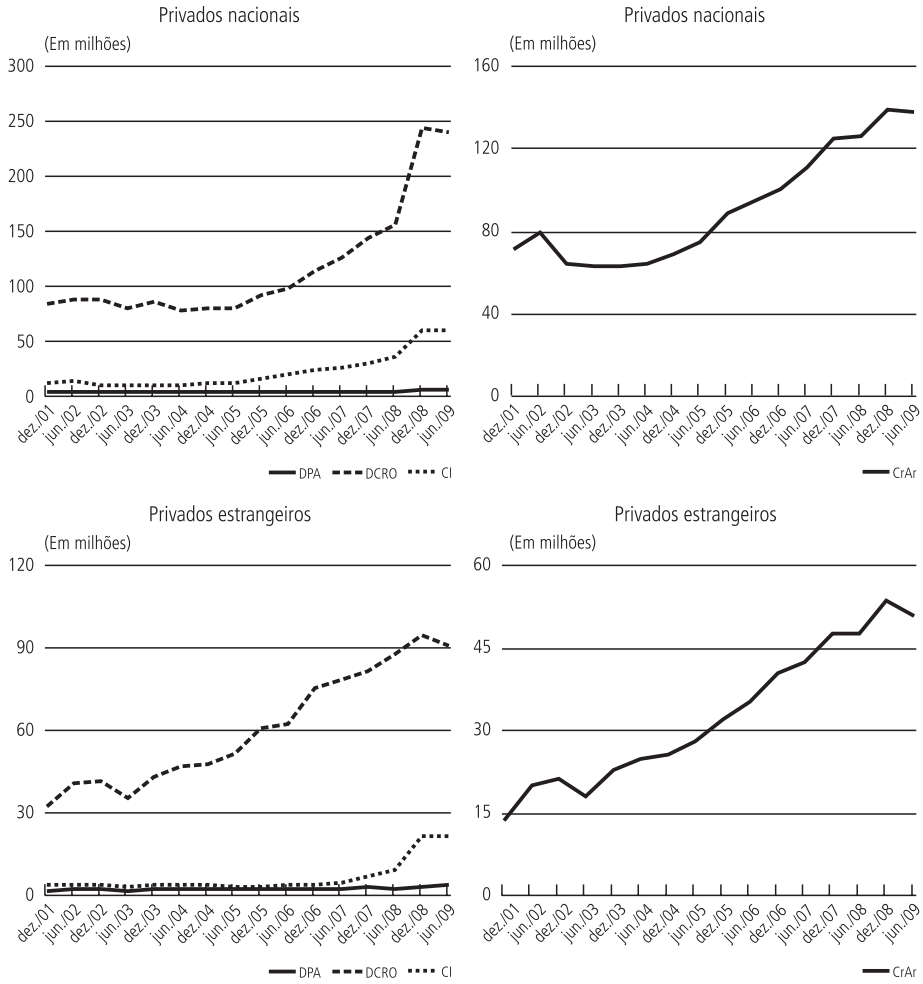 Privados nacionais
(Em milhões)
300
250
200
150
100
50
0
dez./01
jun./02
dez./02
jun./03
dez./03
jun./04
dez./04
jun./05
dez./05
jun./06
dez./06
jun./07
dez./07
jun./08
dez./08
jun./09
DPA DCRO CI
Privados nacionais
(Em milhões)
160
120
80
40
0
dez./01
jun./02
dez./02
jun./03
dez./03
jun./04
dez./04
jun./05
dez./05
jun./06
dez./06
jun./07
dez./07
jun./08
dez./08
jun./09
CrAr
Privados estrangeiros
(Em milhões)
120
90
60
30
0
dez./01
jun./02
dez./02
jun./03
dez./03
jun./04
dez./04
jun./05
dez./05
jun./06
dez./06
jun./07
dez./07
jun./08
dez./08
jun./09
DPA DCRO CI
Privados estrangeiros
(Em milhões)
60
45
30
15
0
dez./01
jun./02
dez./02
jun./03
dez./03
jun./04
dez./04
jun./05
dez./05
jun./06
dez./06
jun./07
dez./07
jun./08
dez./08
jun./09
CrAr